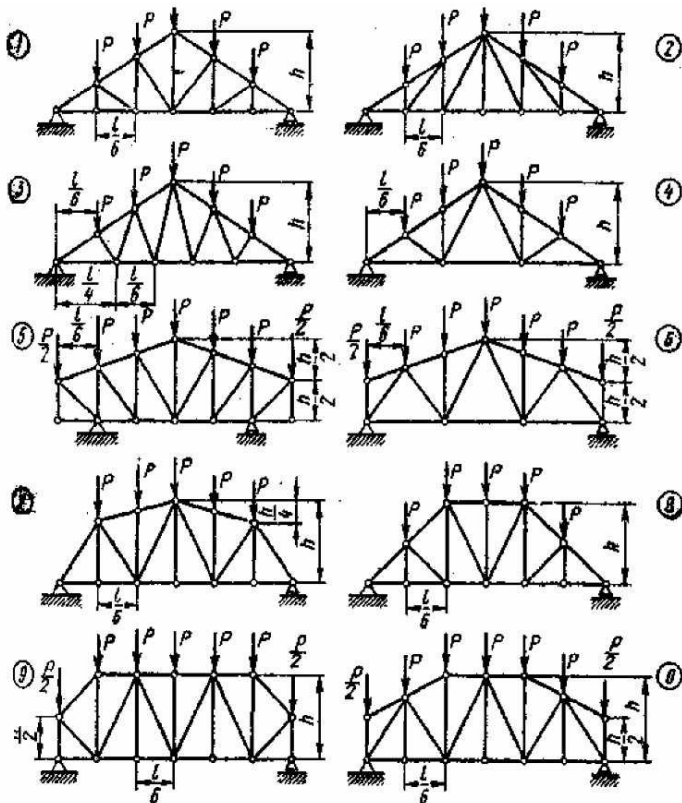 1 P P P P P h l/6
2 P P P P P h l/6
3 P P P P P h l/6 l/4 l/6
4 P P P P P h l/6
5 P/2 l/6 P P P P P P/2 h/2 h/2
6 P/2 l/6 P P P P P P/2 h/2 h/2
P P P P P h/4 h l/6
8 P P P P P h l/6
9 P/2 P P P P P P/2 h/2 h l/6
0 P/2 P P P P P P/2 h/2 h l/6